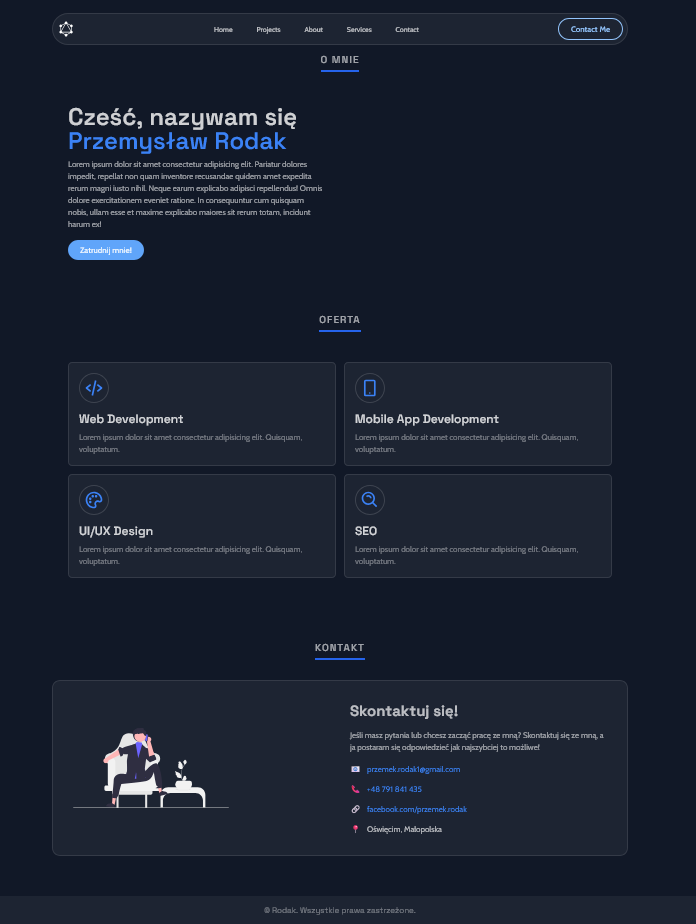 Home Projects About Services Contact Contact Me
O MNIE
Cześć, nazywam się
Przemysław Rodak
Lorem ipsum dolor sit amet consectetur adipisicing elit. Pariatur dolores
impedit, repellat non quam inventore recusandae quidem amet expedita
rerum magni iusto nihil. Neque earum explicabo adipisci repellendus! Omnis
dolore exercitationem eveniet ratione. In consequuntur cum quisquam
nobis, ullam esse et maxime explicabo maiores sit rerum totam, incidunt
harum ex!
Zatrudnij mnie!
OFERTA
Web Development
Lorem ipsum dolor sit amet consectetur adipisicing elit. Quisquam,
voluptatum.
Mobile App Development
Lorem ipsum dolor sit amet consectetur adipisicing elit. Quisquam,
voluptatum.
UI/UX Design
Lorem ipsum dolor sit amet consectetur adipisicing elit. Quisquam,
voluptatum.
SEO
Lorem ipsum dolor sit amet consectetur adipisicing elit. Quisquam,
voluptatum.
KONTAKT
Skontaktuj się!
Jeśli masz pytania lub chcesz zacząć pracę ze mną? Skontaktuj się ze mną, a
ja postaram się odpowiedzieć jak najszybciej to możliwe!
przemek.rodak1@gmail.com
+48 791 841 435
facebook.com/przemek.rodak
Oświęcim, Małopolska
© Rodak. Wszystkie prawa zastrzeżone.